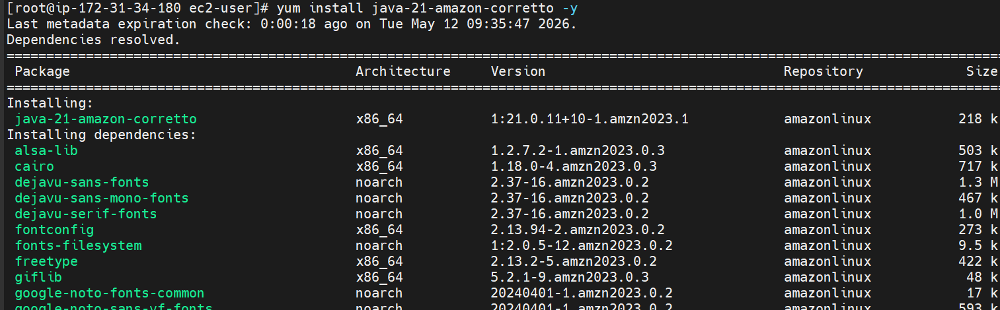 [root@ip-172-31-34-180 ec2-user]# yum install java-21-amazon-corretto -y
Last metadata expiration check: 0:00:18 ago on Tue May 12 09:35:47 2026.
Dependencies resolved.
================================================================================================================================
Package Architecture Version Repository Size
================================================================================================================================
Installing:
java-21-amazon-corretto x86_64 1:21.0.11+10-1.amzn2023.1 amazonlinux 218 k
Installing dependencies:
alsa-lib x86_64 1.2.7.2-1.amzn2023.0.3 amazonlinux 503 k
cairo x86_64 1.18.0-4.amzn2023.0.3 amazonlinux 717 k
dejavu-sans-fonts noarch 2.37-16.amzn2023.0.2 amazonlinux 1.3 M
dejavu-sans-mono-fonts noarch 2.37-16.amzn2023.0.2 amazonlinux 467 k
dejavu-serif-fonts noarch 2.37-16.amzn2023.0.2 amazonlinux 1.0 M
fontconfig x86_64 2.13.94-2.amzn2023.0.2 amazonlinux 273 k
fonts-filesystem noarch 1:2.0.5-12.amzn2023.0.2 amazonlinux 9.5 k
freetype x86_64 2.13.2-5.amzn2023.0.2 amazonlinux 422 k
giflib x86_64 5.2.1-9.amzn2023.0.3 amazonlinux 48 k
google-noto-fonts-common noarch 20240401-1.amzn2023.0.2 amazonlinux 17 k
google-noto-sans-vf-fonts noarch 20240401-1.amzn2023.0.2 amazonlinux 593 k